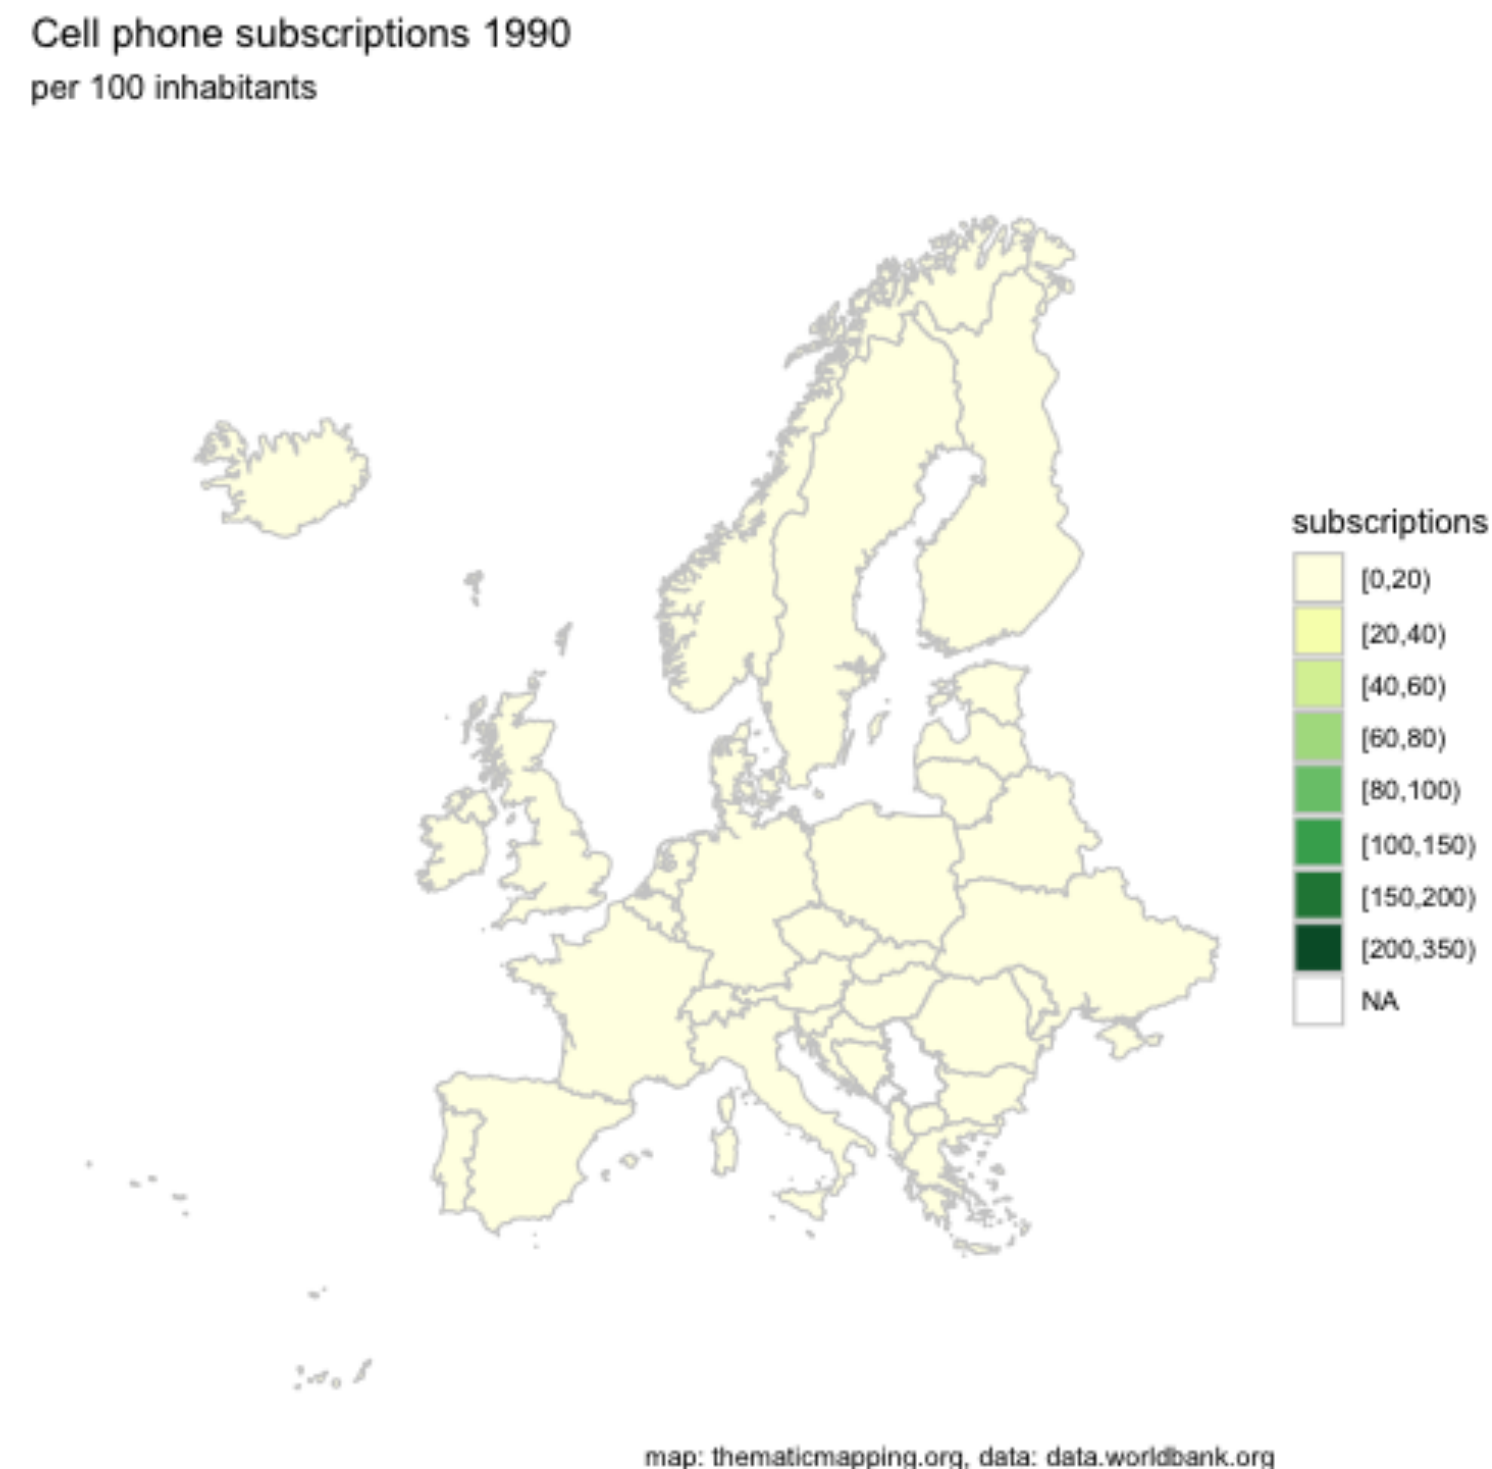 Cell phone subscriptions 1990
per 100 inhabitants
subscriptions
[0,20)
[20,40)
[40,60)
[60,80)
[80,100)
[100,150)
[150,200)
[200,350)
NA
map: thematicmapping.org, data: data.worldbank.org